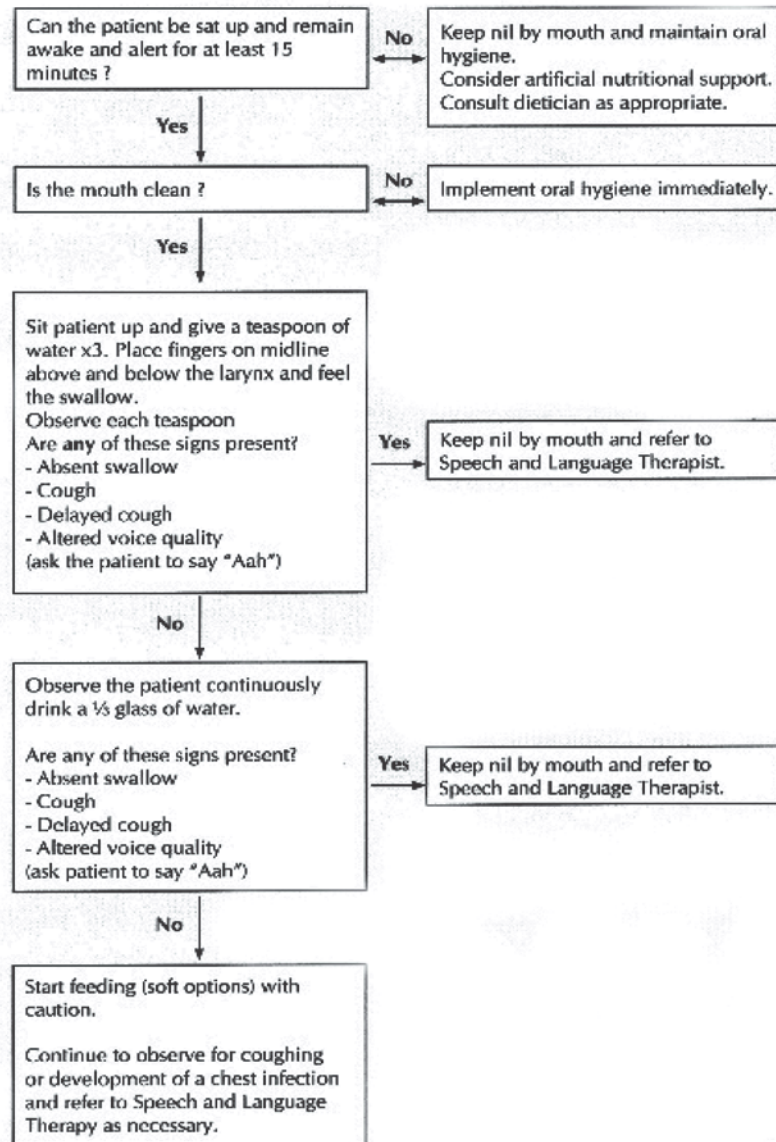 Can the patient be sat up and remain
awake and alert for at least 15
minutes ?
No
Keep nil by mouth and maintain oral
hygiene.
Consider artificial nutritional support.
Consult dietician as appropriate.
Yes
Is the mouth clean ?
No
Implement oral hygiene immediately.
Yes
Sit patient up and give a teaspoon of
water x3. Place fingers on midline
above and below the larynx and feel
the swallow.
Observe each teaspoon
Are any of these signs present?
- Absent swallow
- Cough
- Delayed cough
- Altered voice quality
(ask the patient to say "Aah")
Yes
Keep nil by mouth and refer to
Speech and Language Therapist.
No
Observe the patient continuously
drink a ⅓ glass of water.
Are any of these signs present?
- Absent swallow
- Cough
- Delayed cough
- Altered voice quality
(ask patient to say "Aah")
Yes
Keep nil by mouth and refer to
Speech and Language Therapist.
No
Start feeding (soft options) with
caution.
Continue to observe for coughing
or development of a chest infection
and refer to Speech and Language
Therapy as necessary.